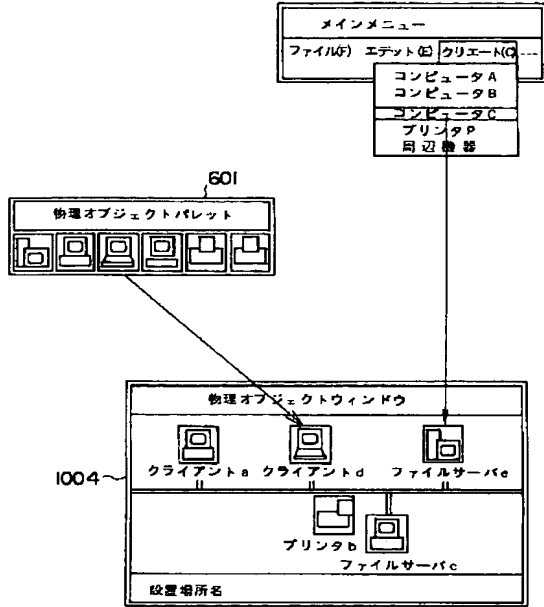 メインメニュー
ファイル(F) エデット(E) クリエート(C) ---
コンピュータA
コンピュータB
コンピュータC
プリンタP
周辺機器
601
物理オブジェクトパレット
物理オブジェクトウィンドウ
クライアントa クライアントd ファイルサーバe
1004
プリンタb
ファイルサーバc
設置場所名